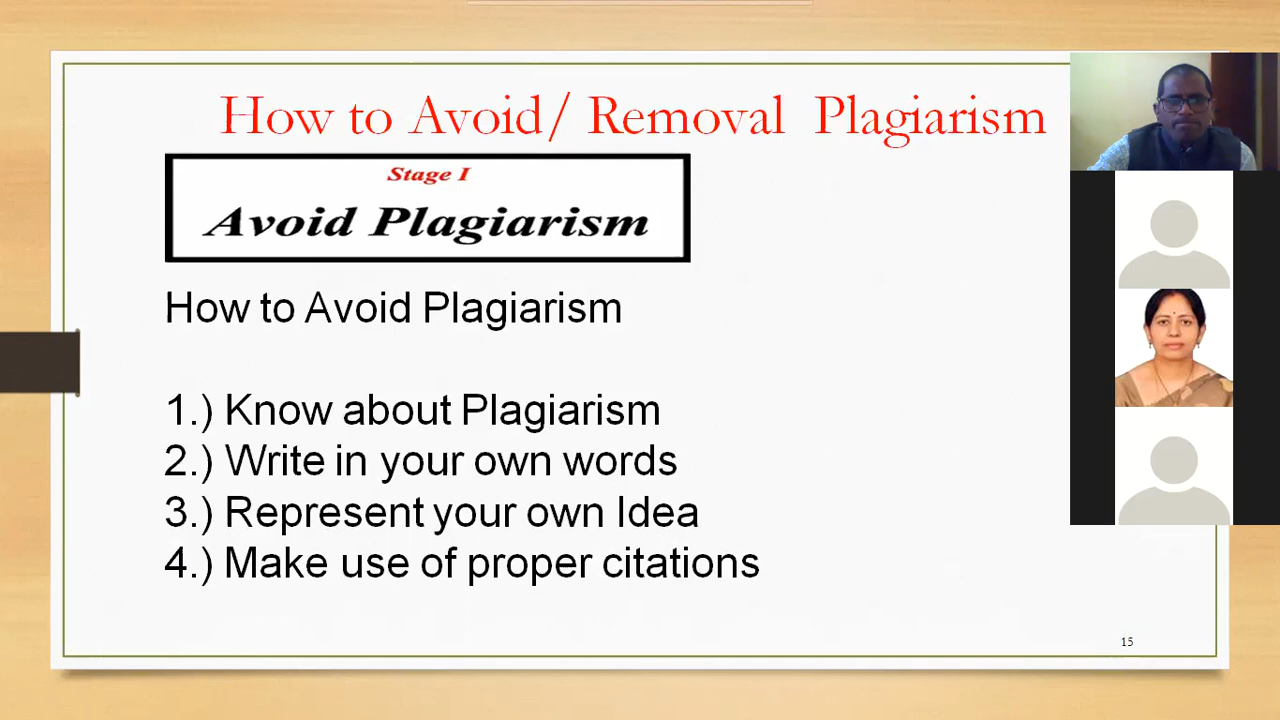 How to Avoid/ Removal Plagiarism
Stage I
Avoid Plagiarism
How to Avoid Plagiarism
1.) Know about Plagiarism
2.) Write in your own words
3.) Represent your own Idea
4.) Make use of proper citations
15